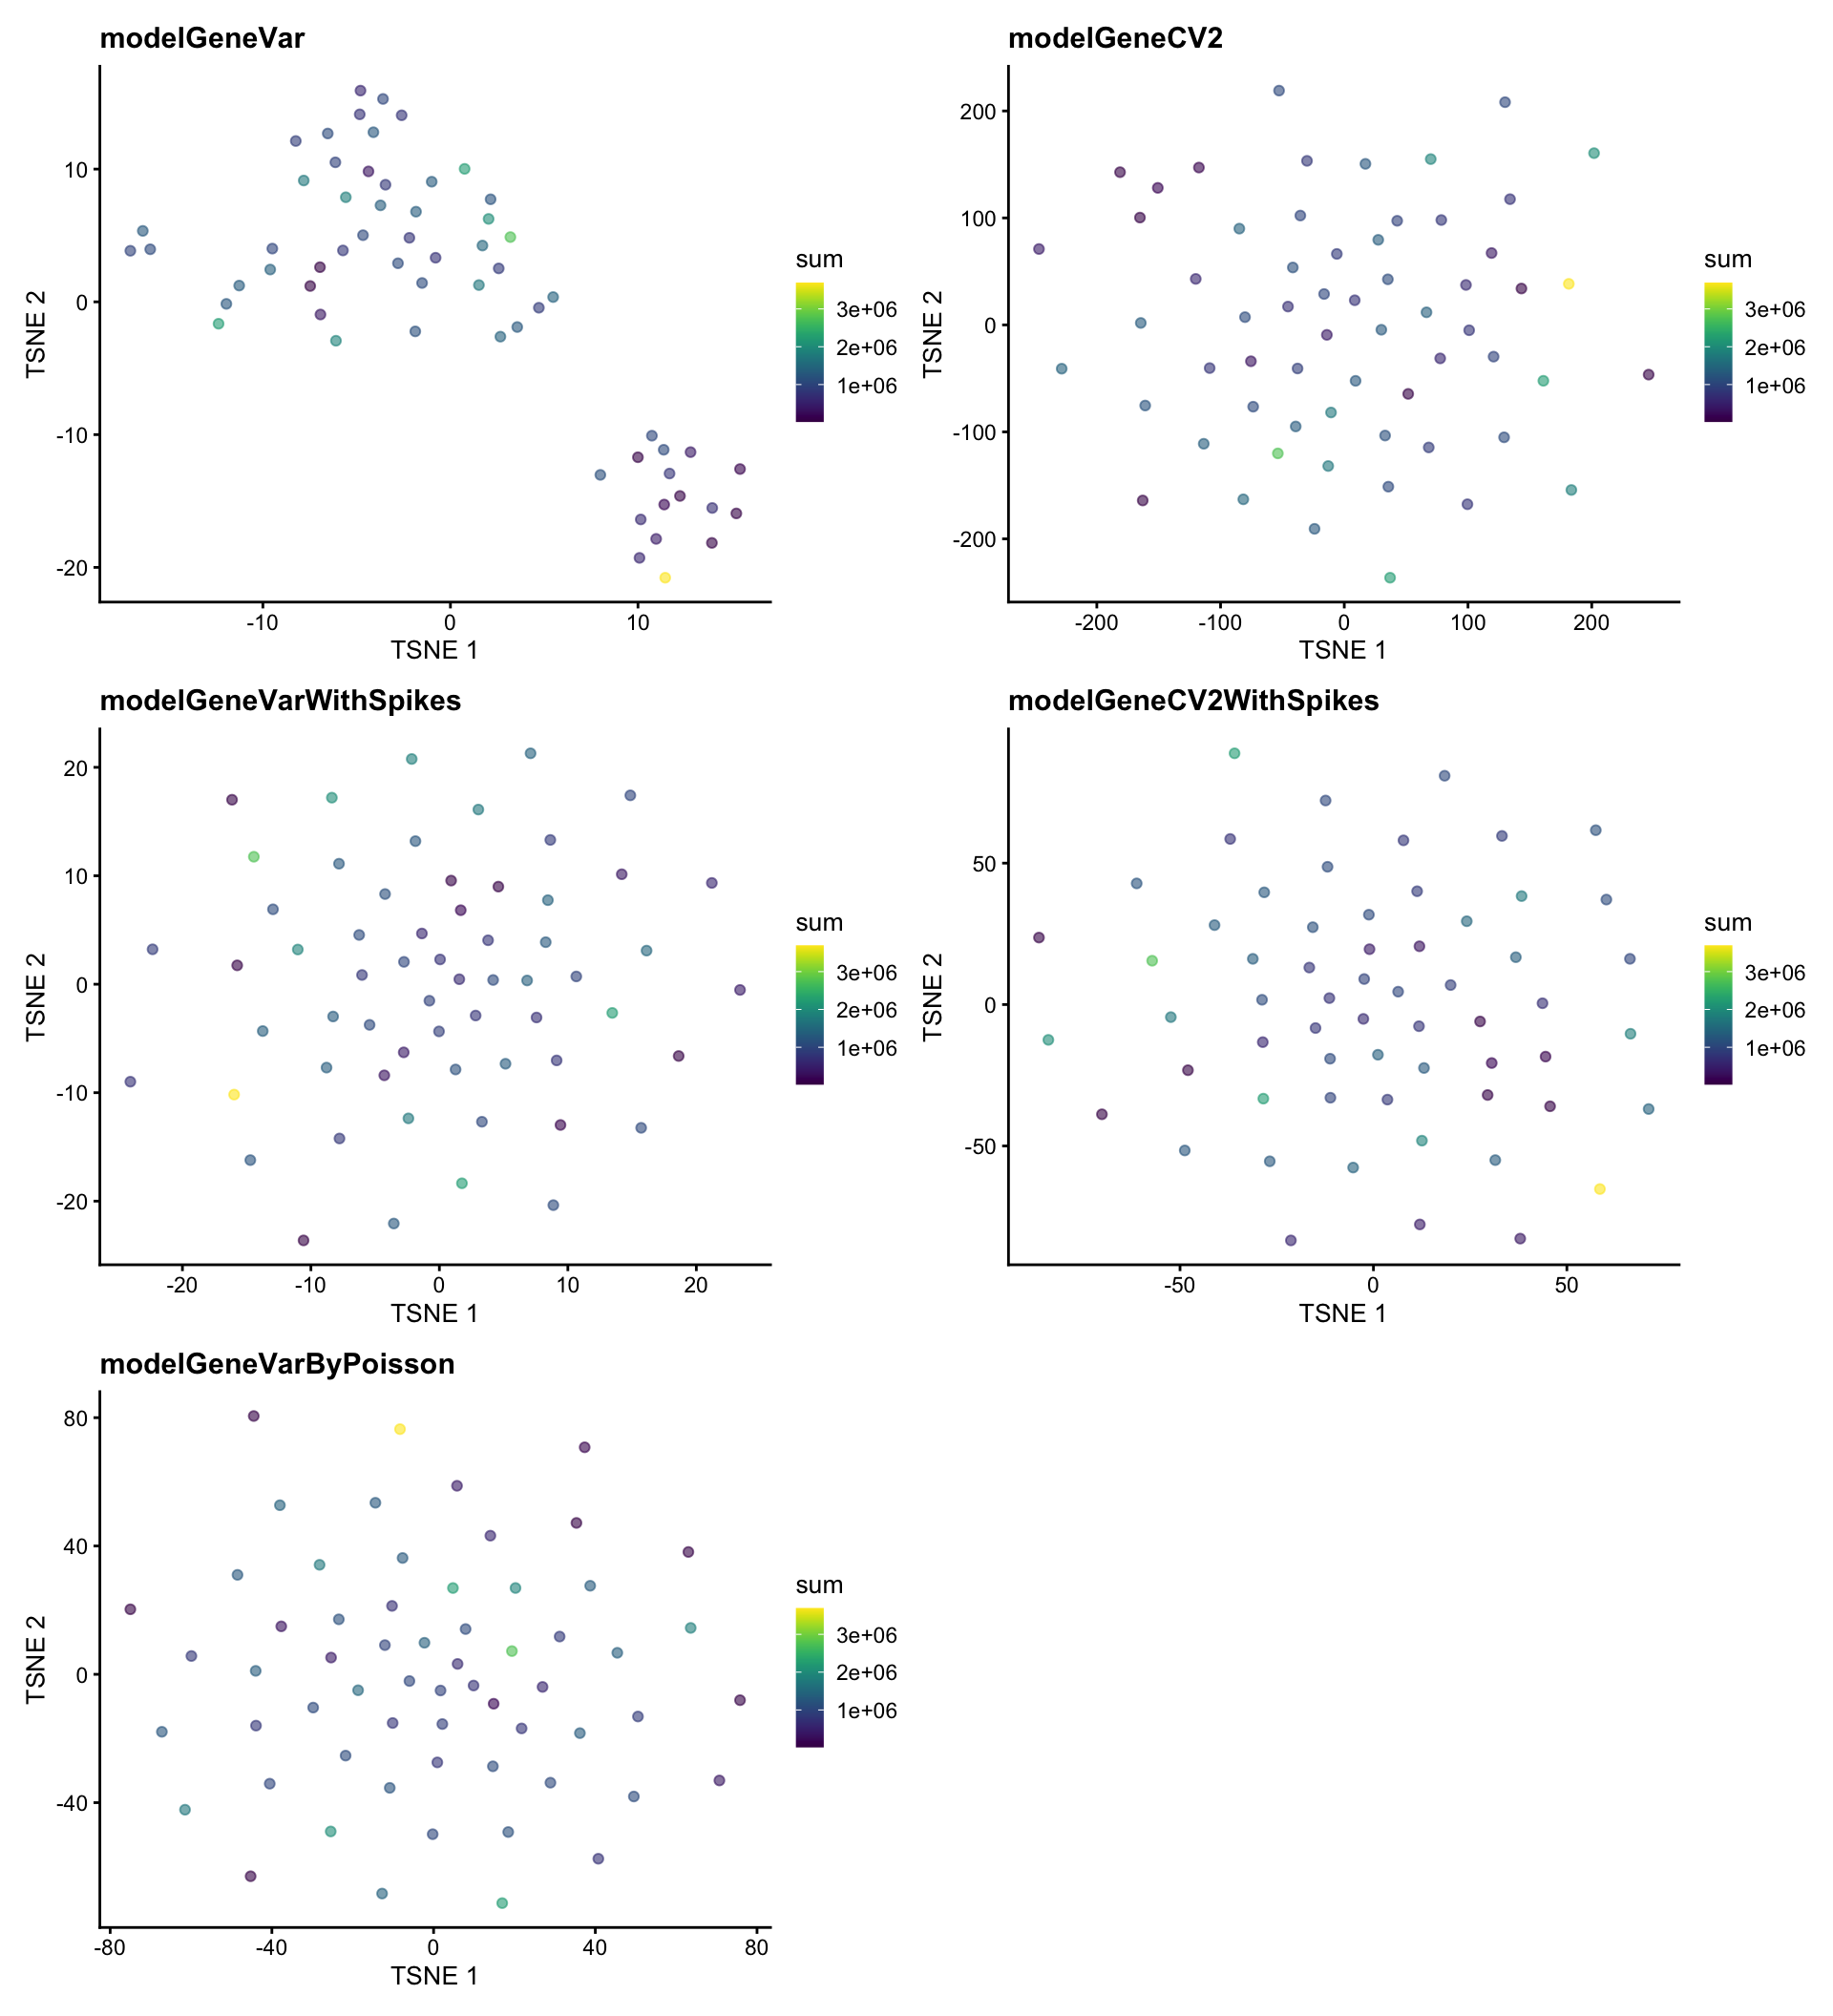 modelGeneVar
10
0
-10
-20
TSNE 2
-10 0 10
TSNE 1
sum
3e+06
2e+06
1e+06
modelGeneCV2
200
100
0
-100
-200
TSNE 2
-200 -100 0 100 200
TSNE 1
sum
3e+06
2e+06
1e+06
modelGeneVarWithSpikes
20
10
0
-10
-20
TSNE 2
-20 -10 0 10 20
TSNE 1
sum
3e+06
2e+06
1e+06
modelGeneCV2WithSpikes
50
0
-50
TSNE 2
-50 0 50
TSNE 1
sum
3e+06
2e+06
1e+06
modelGeneVarByPoisson
80
40
0
-40
TSNE 2
-80 -40 0 40 80
TSNE 1
sum
3e+06
2e+06
1e+06